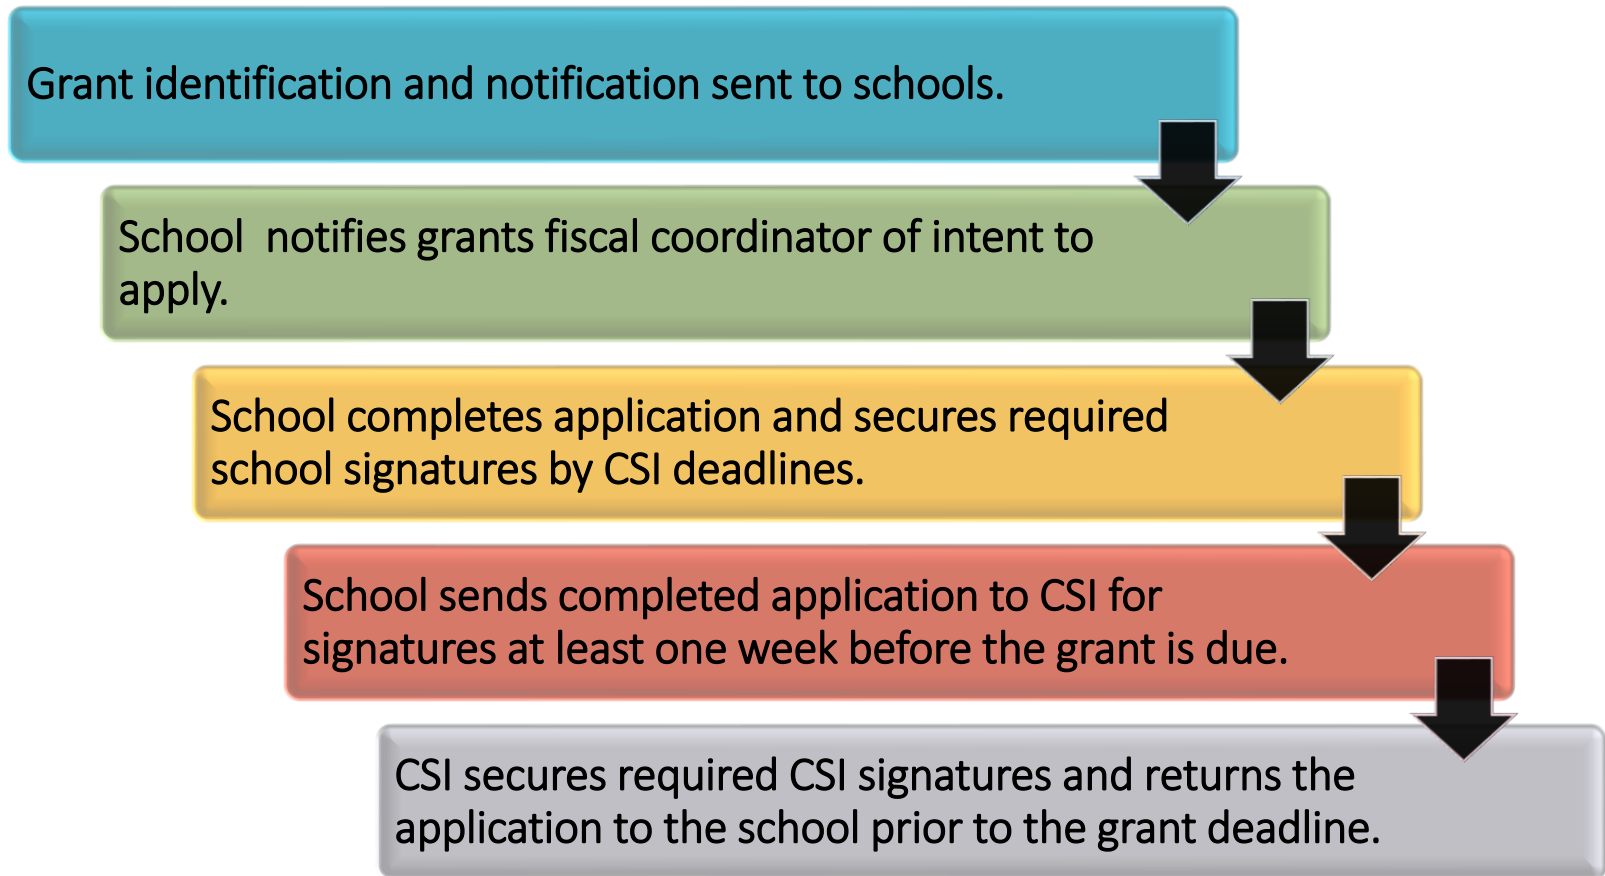 Grant identification and notification sent to schools.
School  notifies grants fiscal coordinator of intent to
apply.
School completes application and secures required
school signatures by CSI deadlines.
School sends completed application to CSI for
signatures at least one week before the grant is due.
CSI secures required CSI signatures and returns the
application to the school prior to the grant deadline.